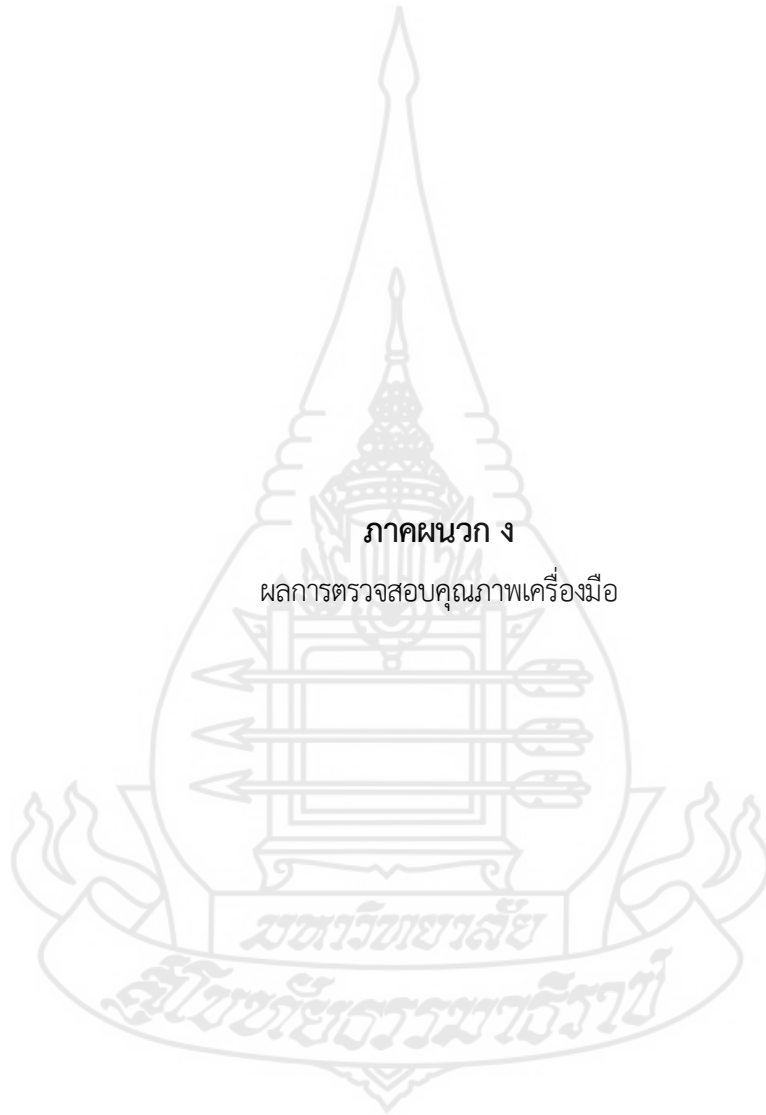 ภาคผนวก ง
ผลการตรวจสอบคุณภาพเครื่องมือ
มหาวิทยาลัย
สุโขทัยธรรมาธิราช